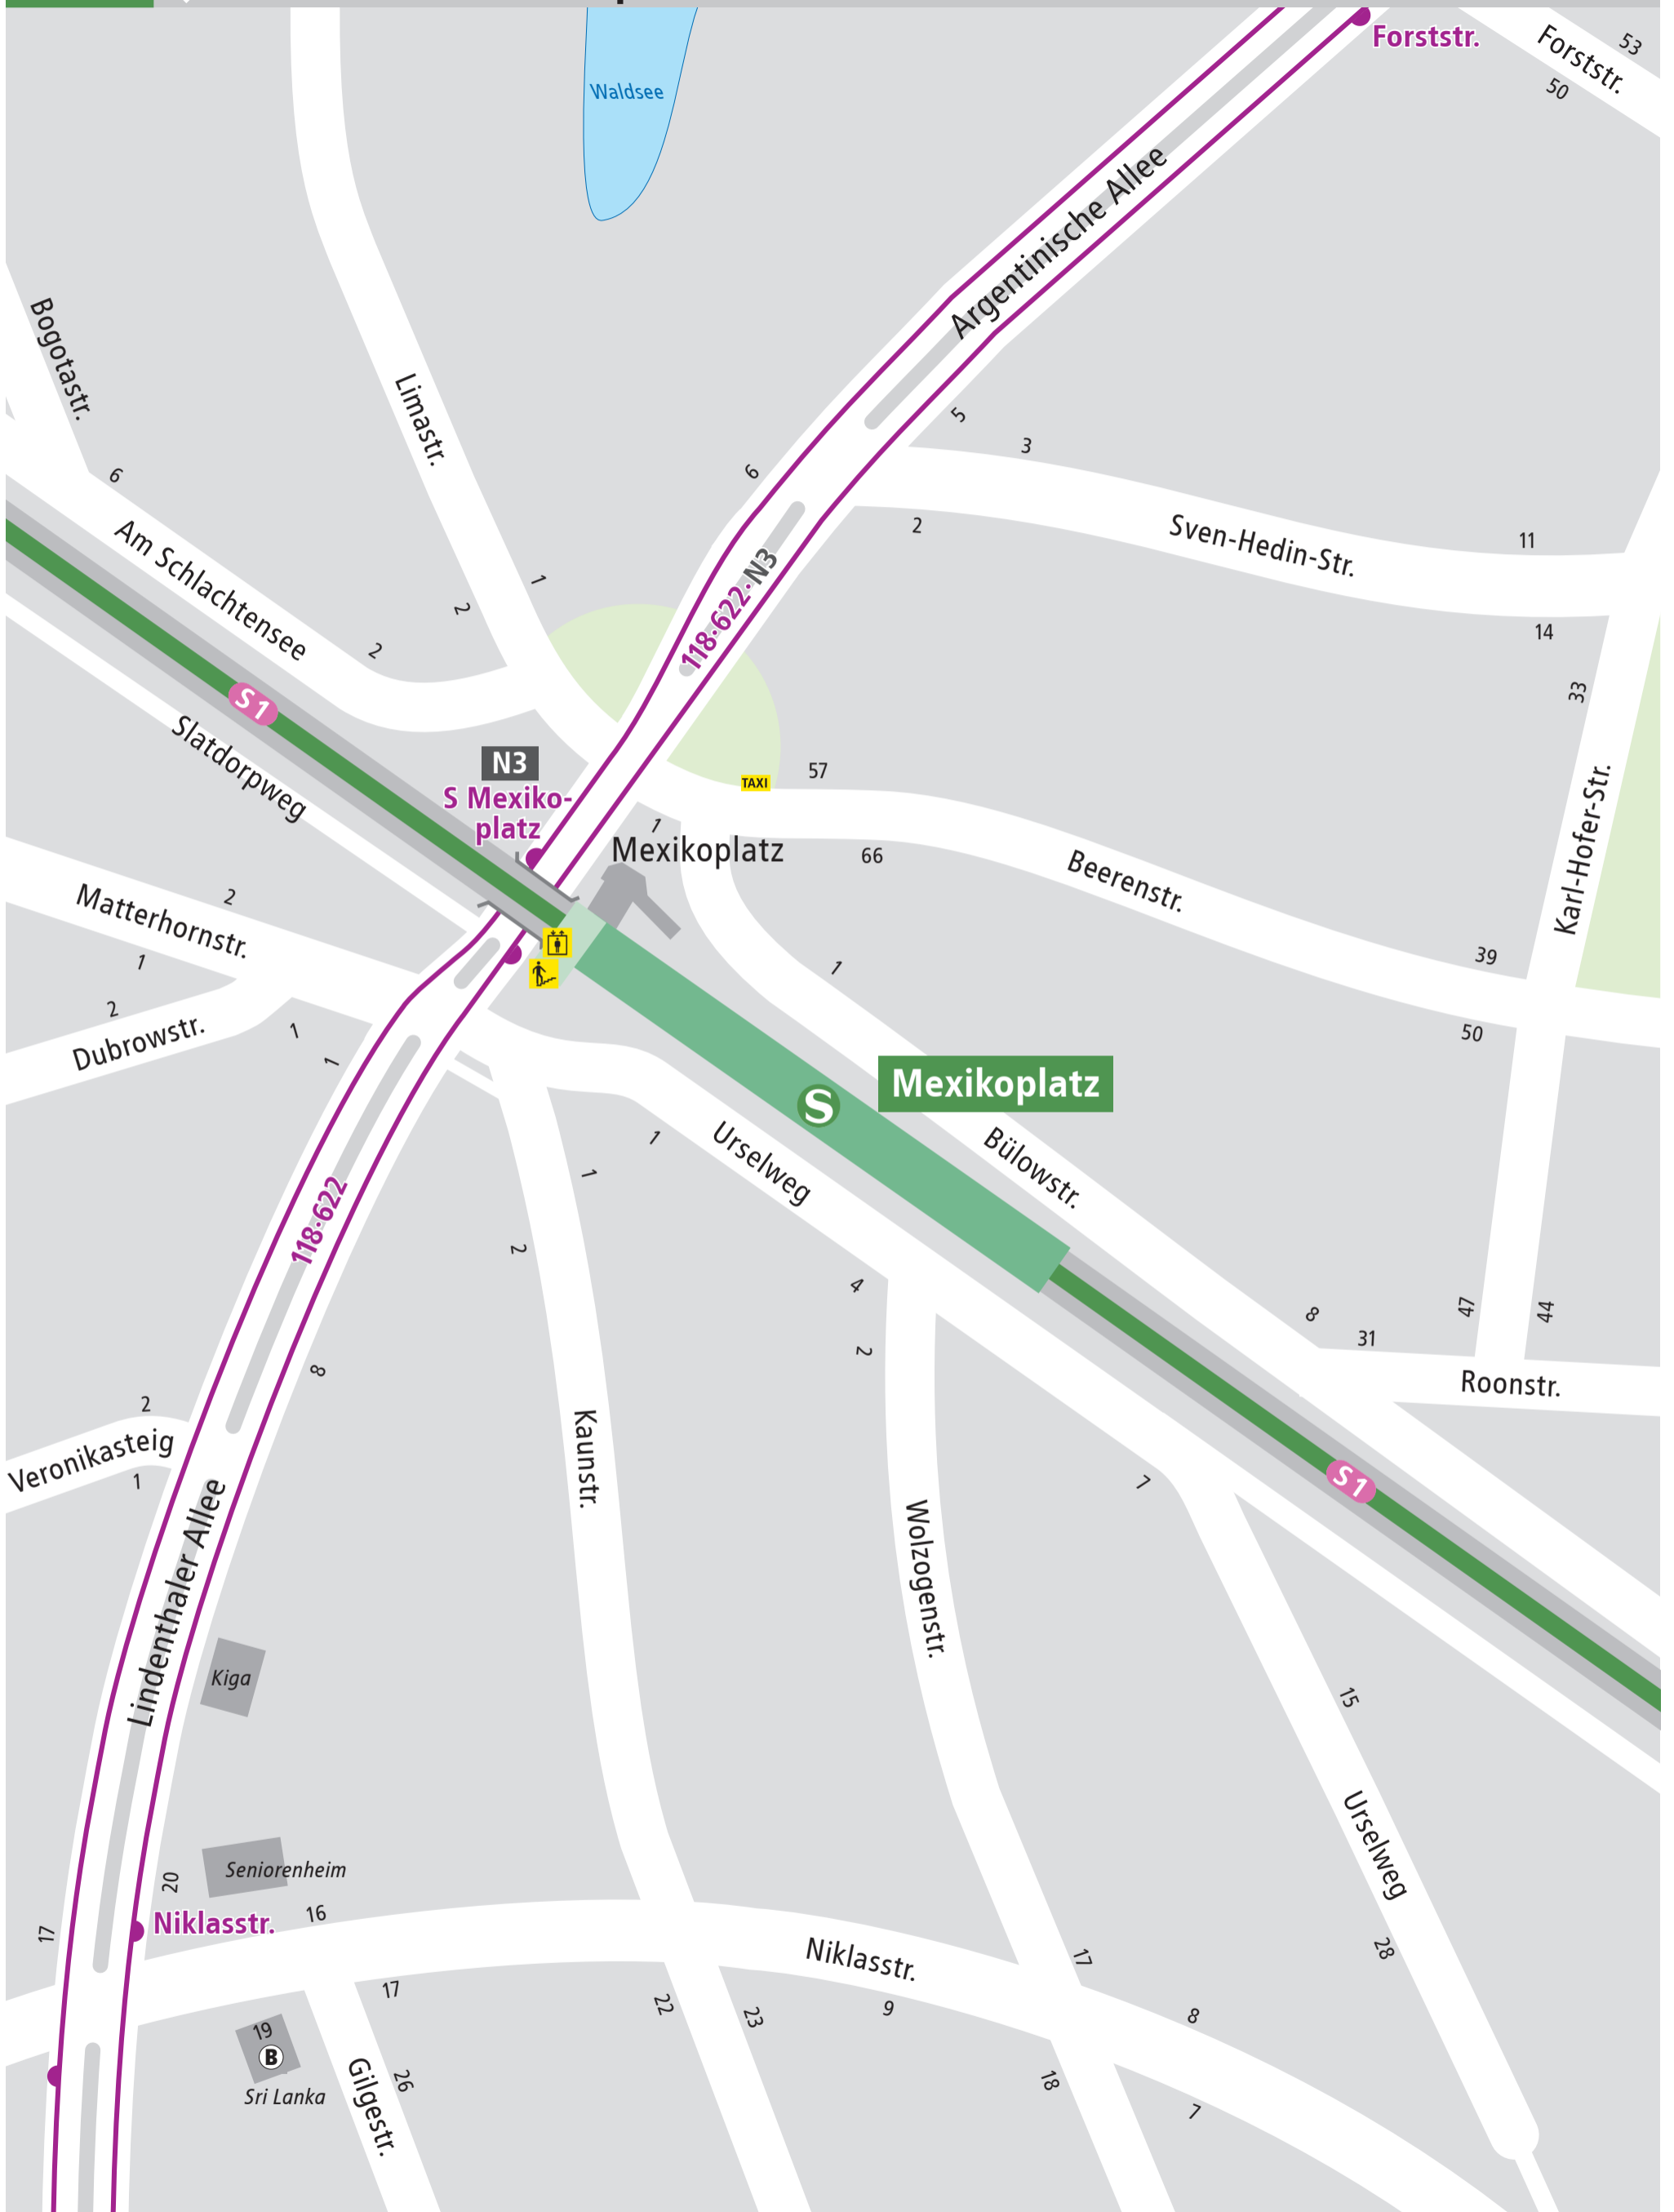 Forststr.
Forststr.
53
50
Waldsee
Argentinische Allee
Bogotastr.
Limastr.
5
3
6
6
2
Sven-Hedin-Str.
11
14
Am Schlachtensee
1
2
2
118·622·N3
33
S 1
Slatdorpweg
N3
S Mexiko-
platz
TAXI
57
1
Mexikoplatz
66
Beerenstr.
Karl-Hofer-Str.
39
50
Matterhornstr.
2
1
2
Dubrowstr.
1
1
1
Mexikoplatz
S
Bülowstr.
Urselweg
1
1
2
118·622
4
2
8
8
31
47
44
Roonstr.
2
Veronikasteig
1
Kaunstr.
7
S 1
Lindenthaler Allee
Wolzogenstr.
Kiga
15
Urselweg
Seniorenheim
20
16
17
Niklasstr.
Niklasstr.
17
28
17
22
23
9
8
19
B
Sri Lanka
Gilgestr.
26
18
7